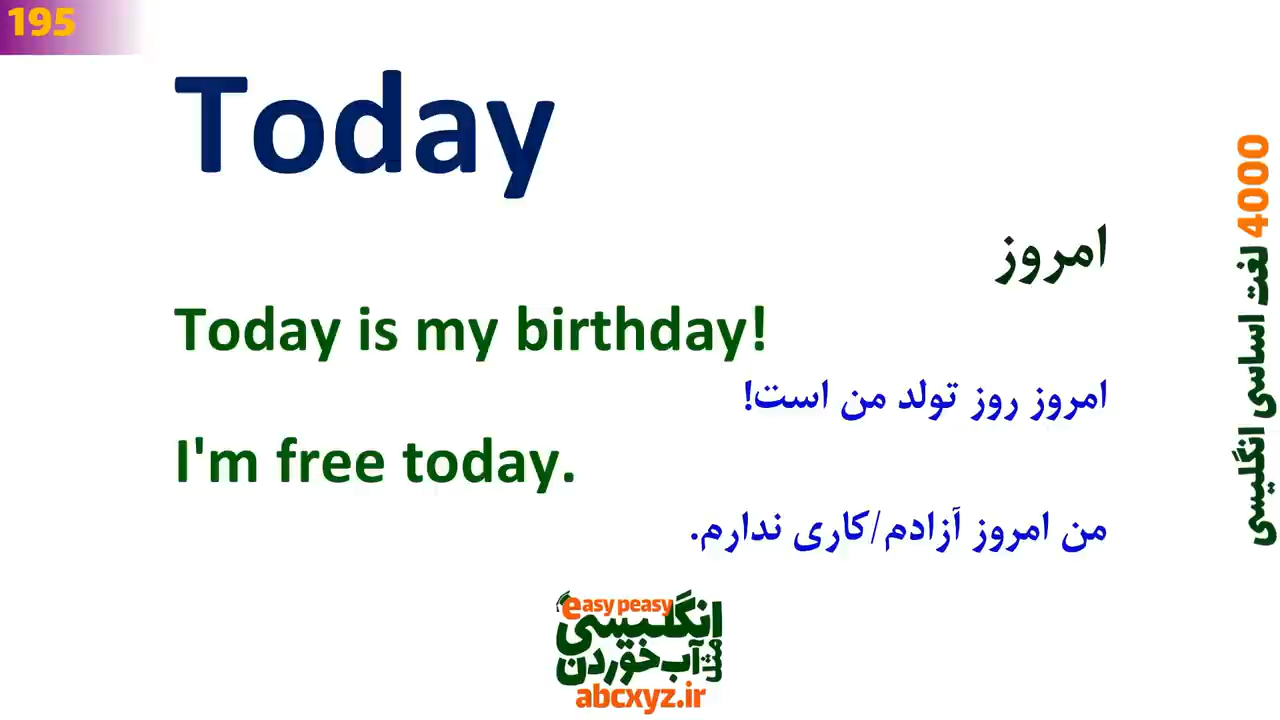 195
Today
امروز
Today is my birthday!
امروز روز تولد من است!
I'm free today.
من امروز آزادم/کاری ندارم.
4000 لغت اساسی انگلیسی
easy peasy
انگلیسی
مثل آب خوردن
abcxyz.ir